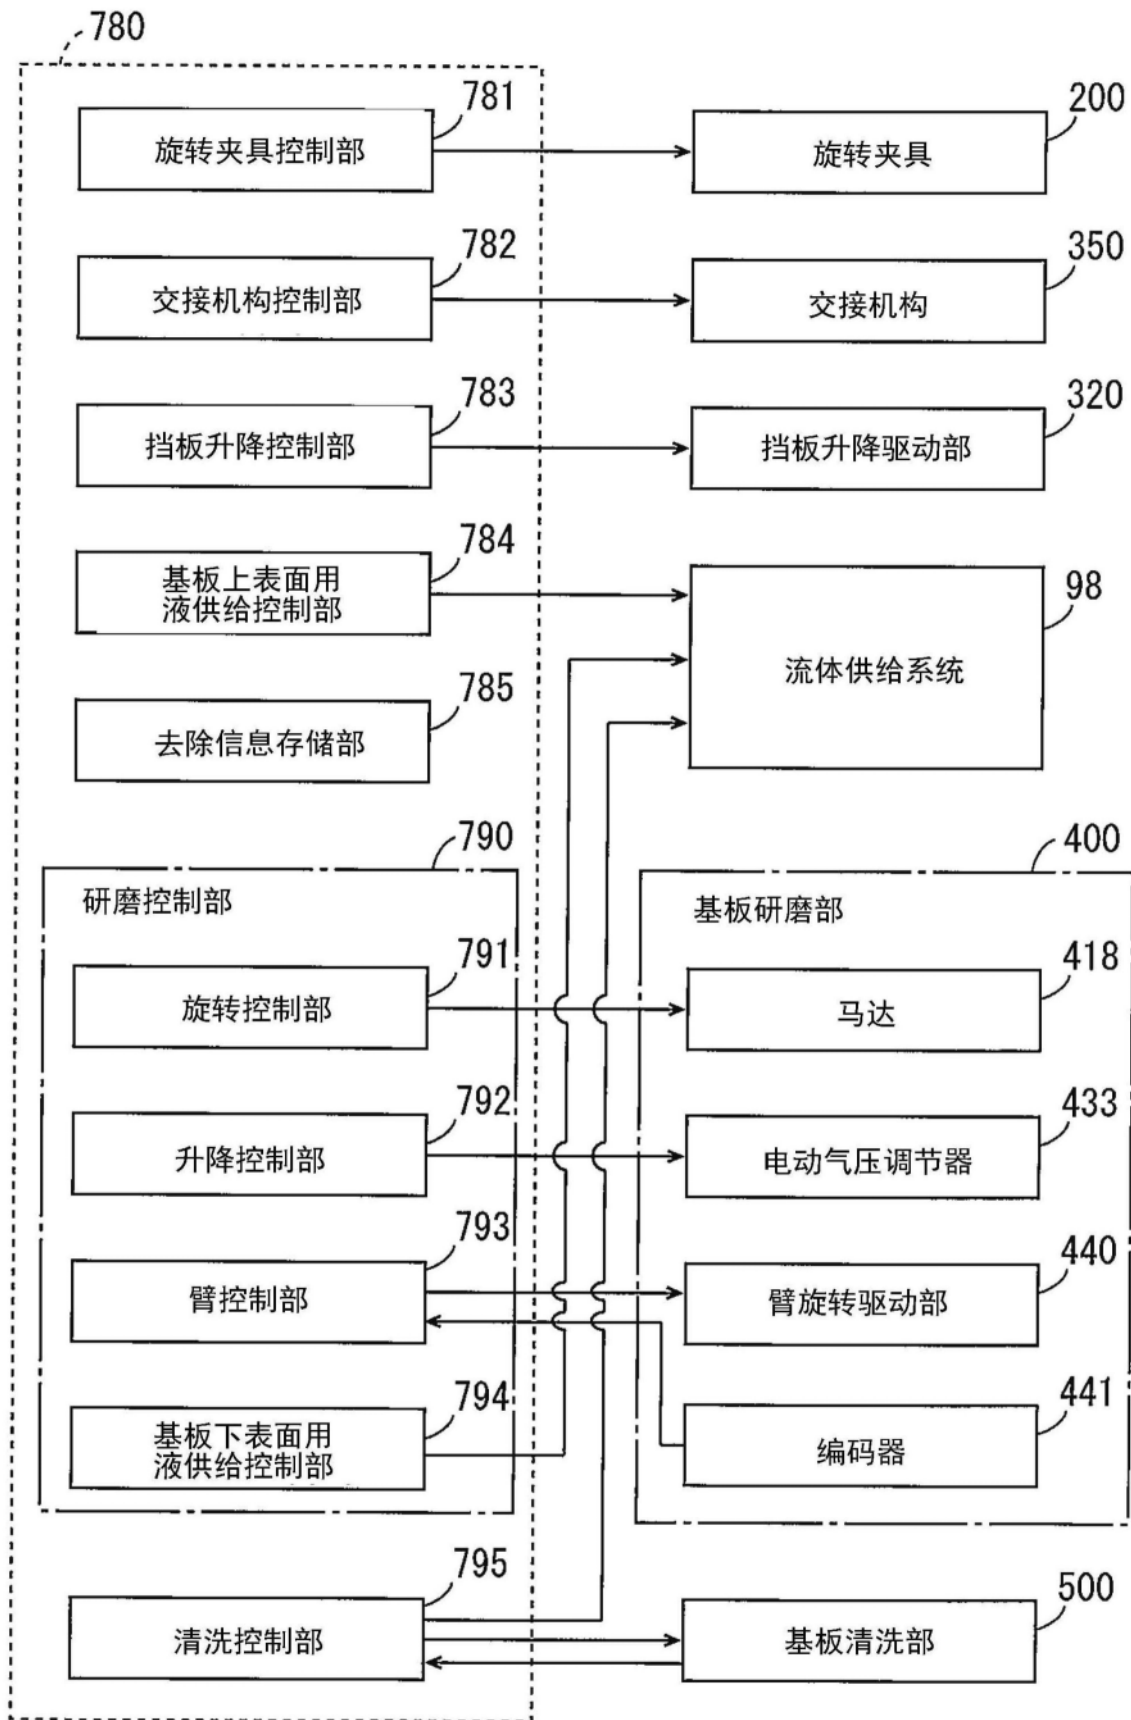 780
781
旋转夹具控制部
200
旋转夹具
782
交接机构控制部
350
交接机构
783
挡板升降控制部
320
挡板升降驱动部
784
基板上表面用
液供给控制部
98
流体供给系统
785
去除信息存储部
790
研磨控制部
400
基板研磨部
791
旋转控制部
418
马达
792
升降控制部
433
电动气压调节器
793
臂控制部
440
臂旋转驱动部
794
基板下表面用
液供给控制部
441
编码器
795
清洗控制部
500
基板清洗部